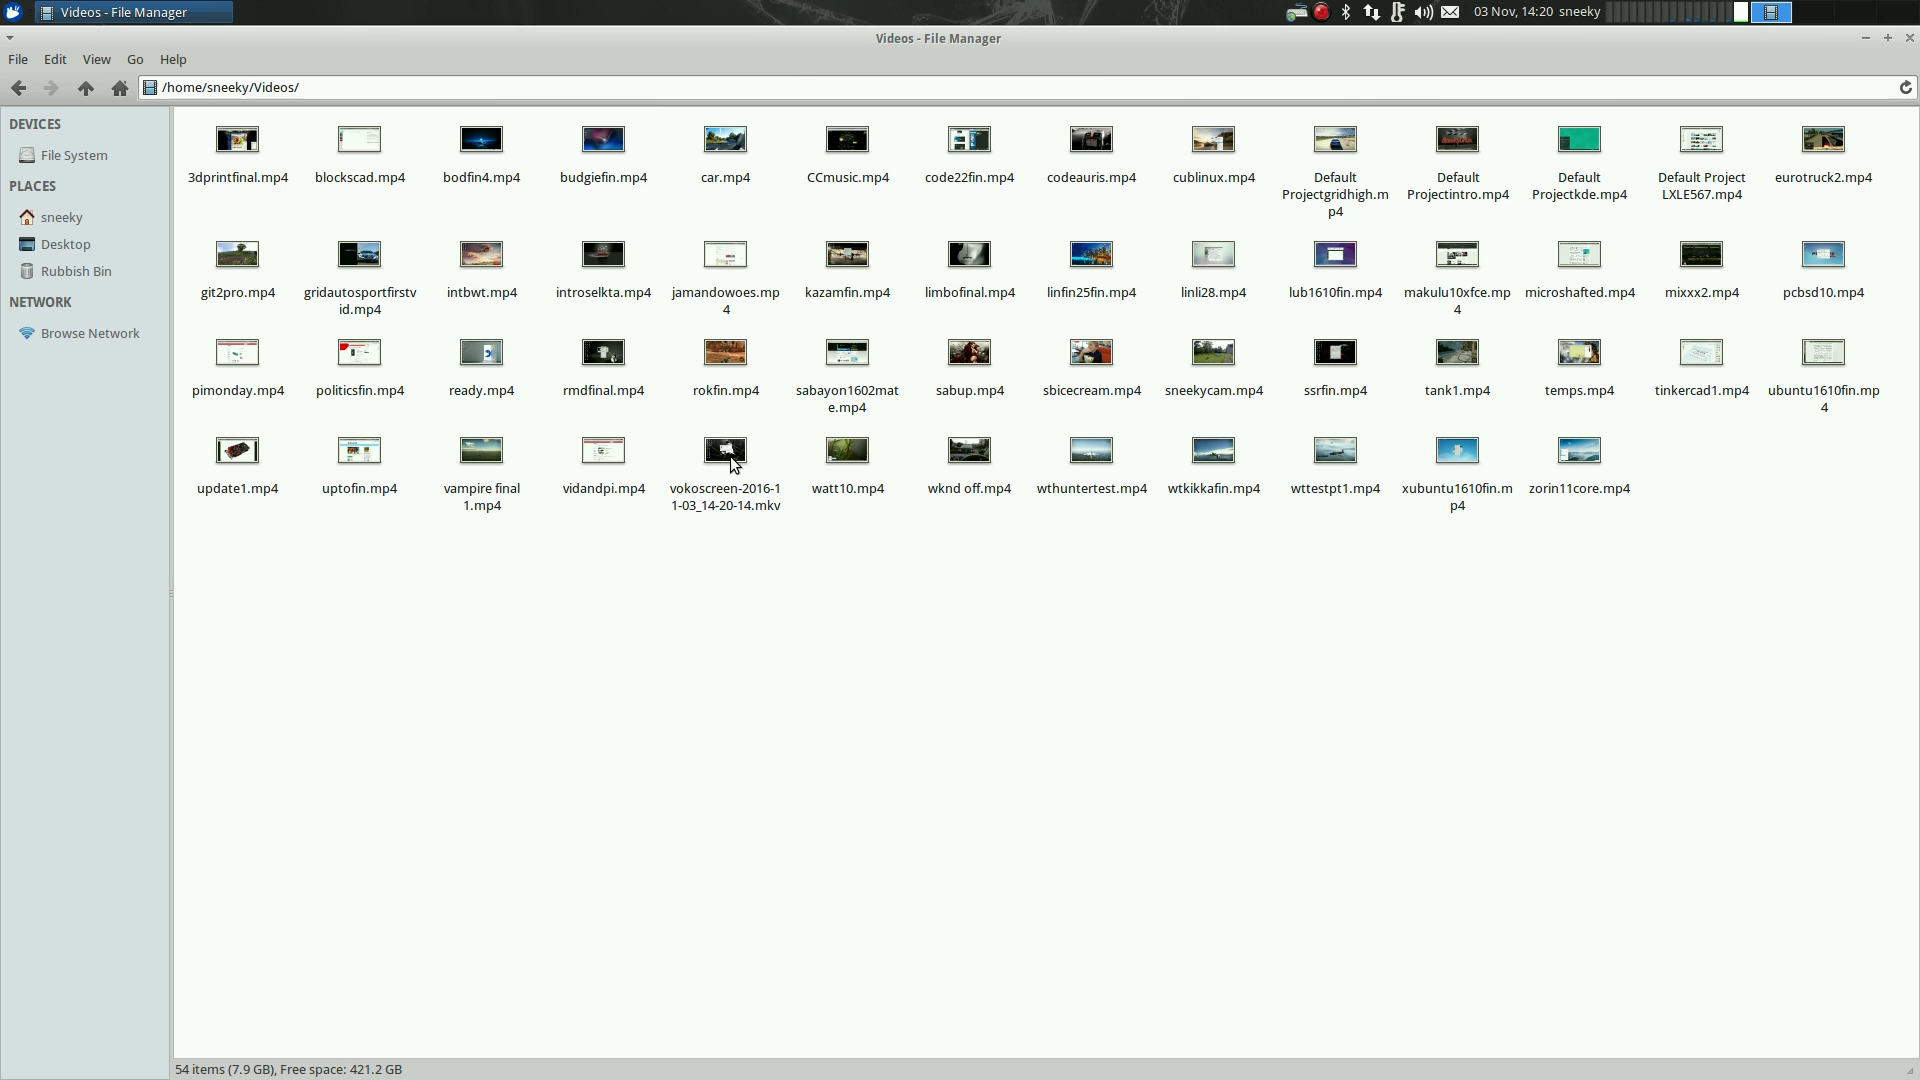 Videos - File Manager
03 Nov, 14:20 sneeky
Videos - File Manager
File Edit View Go Help
/home/sneeky/Videos/
DEVICES
File System
PLACES
sneeky
Desktop
Rubbish Bin
NETWORK
Browse Network
3dprintfinal.mp4 blockscad.mp4 bodfin4.mp4 budgiefin.mp4 car.mp4 CCmusic.mp4 code22fin.mp4 codeauris.mp4 cublinux.mp4 Default Default Default Default Project eurotruck2.mp4
Projectgridhigh.m Projectintro.mp4 Projectkde.mp4 LXLE567.mp4
p4
git2pro.mp4 gridautosportfirstv intbwt.mp4 introselkta.mp4 jamandowoes.mp kazamfin.mp4 limbofinal.mp4 linfin25fin.mp4 linli28.mp4 lub1610fin.mp4 makulu10xfce.mp microshafted.mp4 mixxx2.mp4 pcbsd10.mp4
id.mp4 4 4
pimonday.mp4 politicsfin.mp4 ready.mp4 rmdfinal.mp4 rokfin.mp4 sabayon1602mat sabup.mp4 sbicecream.mp4 sneekycam.mp4 ssrfin.mp4 tank1.mp4 temps.mp4 tinkercad1.mp4 ubuntu1610fin.mp
e.mp4 4
update1.mp4 uptofin.mp4 vampire final vidandpi.mp4 vokoscreen-2016-1 watt10.mp4 wknd off.mp4 wthuntertest.mp4 wtkikkafin.mp4 wttestpt1.mp4 xubuntu1610fin.m zorin11core.mp4
1.mp4 1-03_14-20-14.mkv p4
54 items (7.9 GB), Free space: 421.2 GB